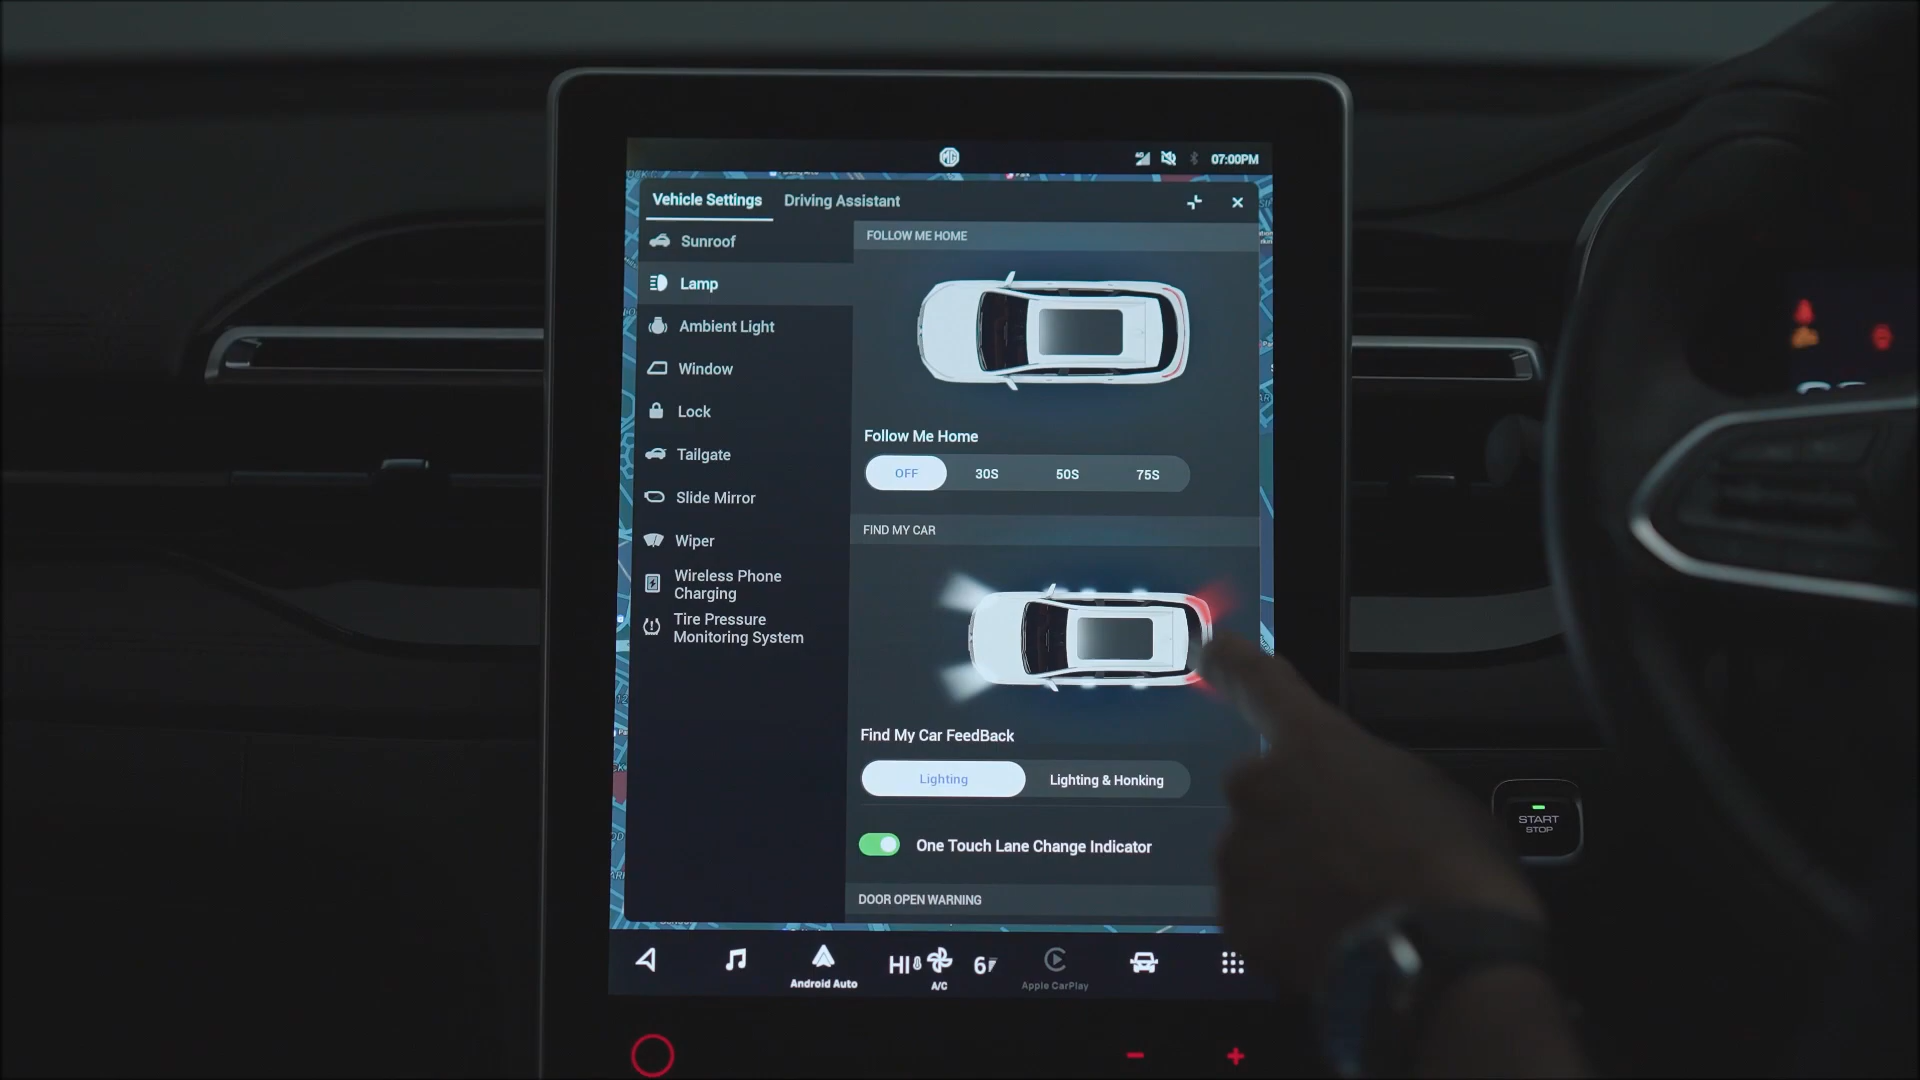 MG
4G
07:00PM
Vehicle Settings
Driving Assistant
Sunroof
Lamp
Ambient Light
Window
Lock
Tailgate
Slide Mirror
Wiper
Wireless Phone
Charging
Tire Pressure
Monitoring System
FOLLOW ME HOME
Follow Me Home
OFF 30S 50S 75S
FIND MY CAR
Find My Car FeedBack
Lighting Lighting & Honking
One Touch Lane Change Indicator
DOOR OPEN WARNING
Android Auto
HI
A/C
6
Apple CarPlay
START
STOP